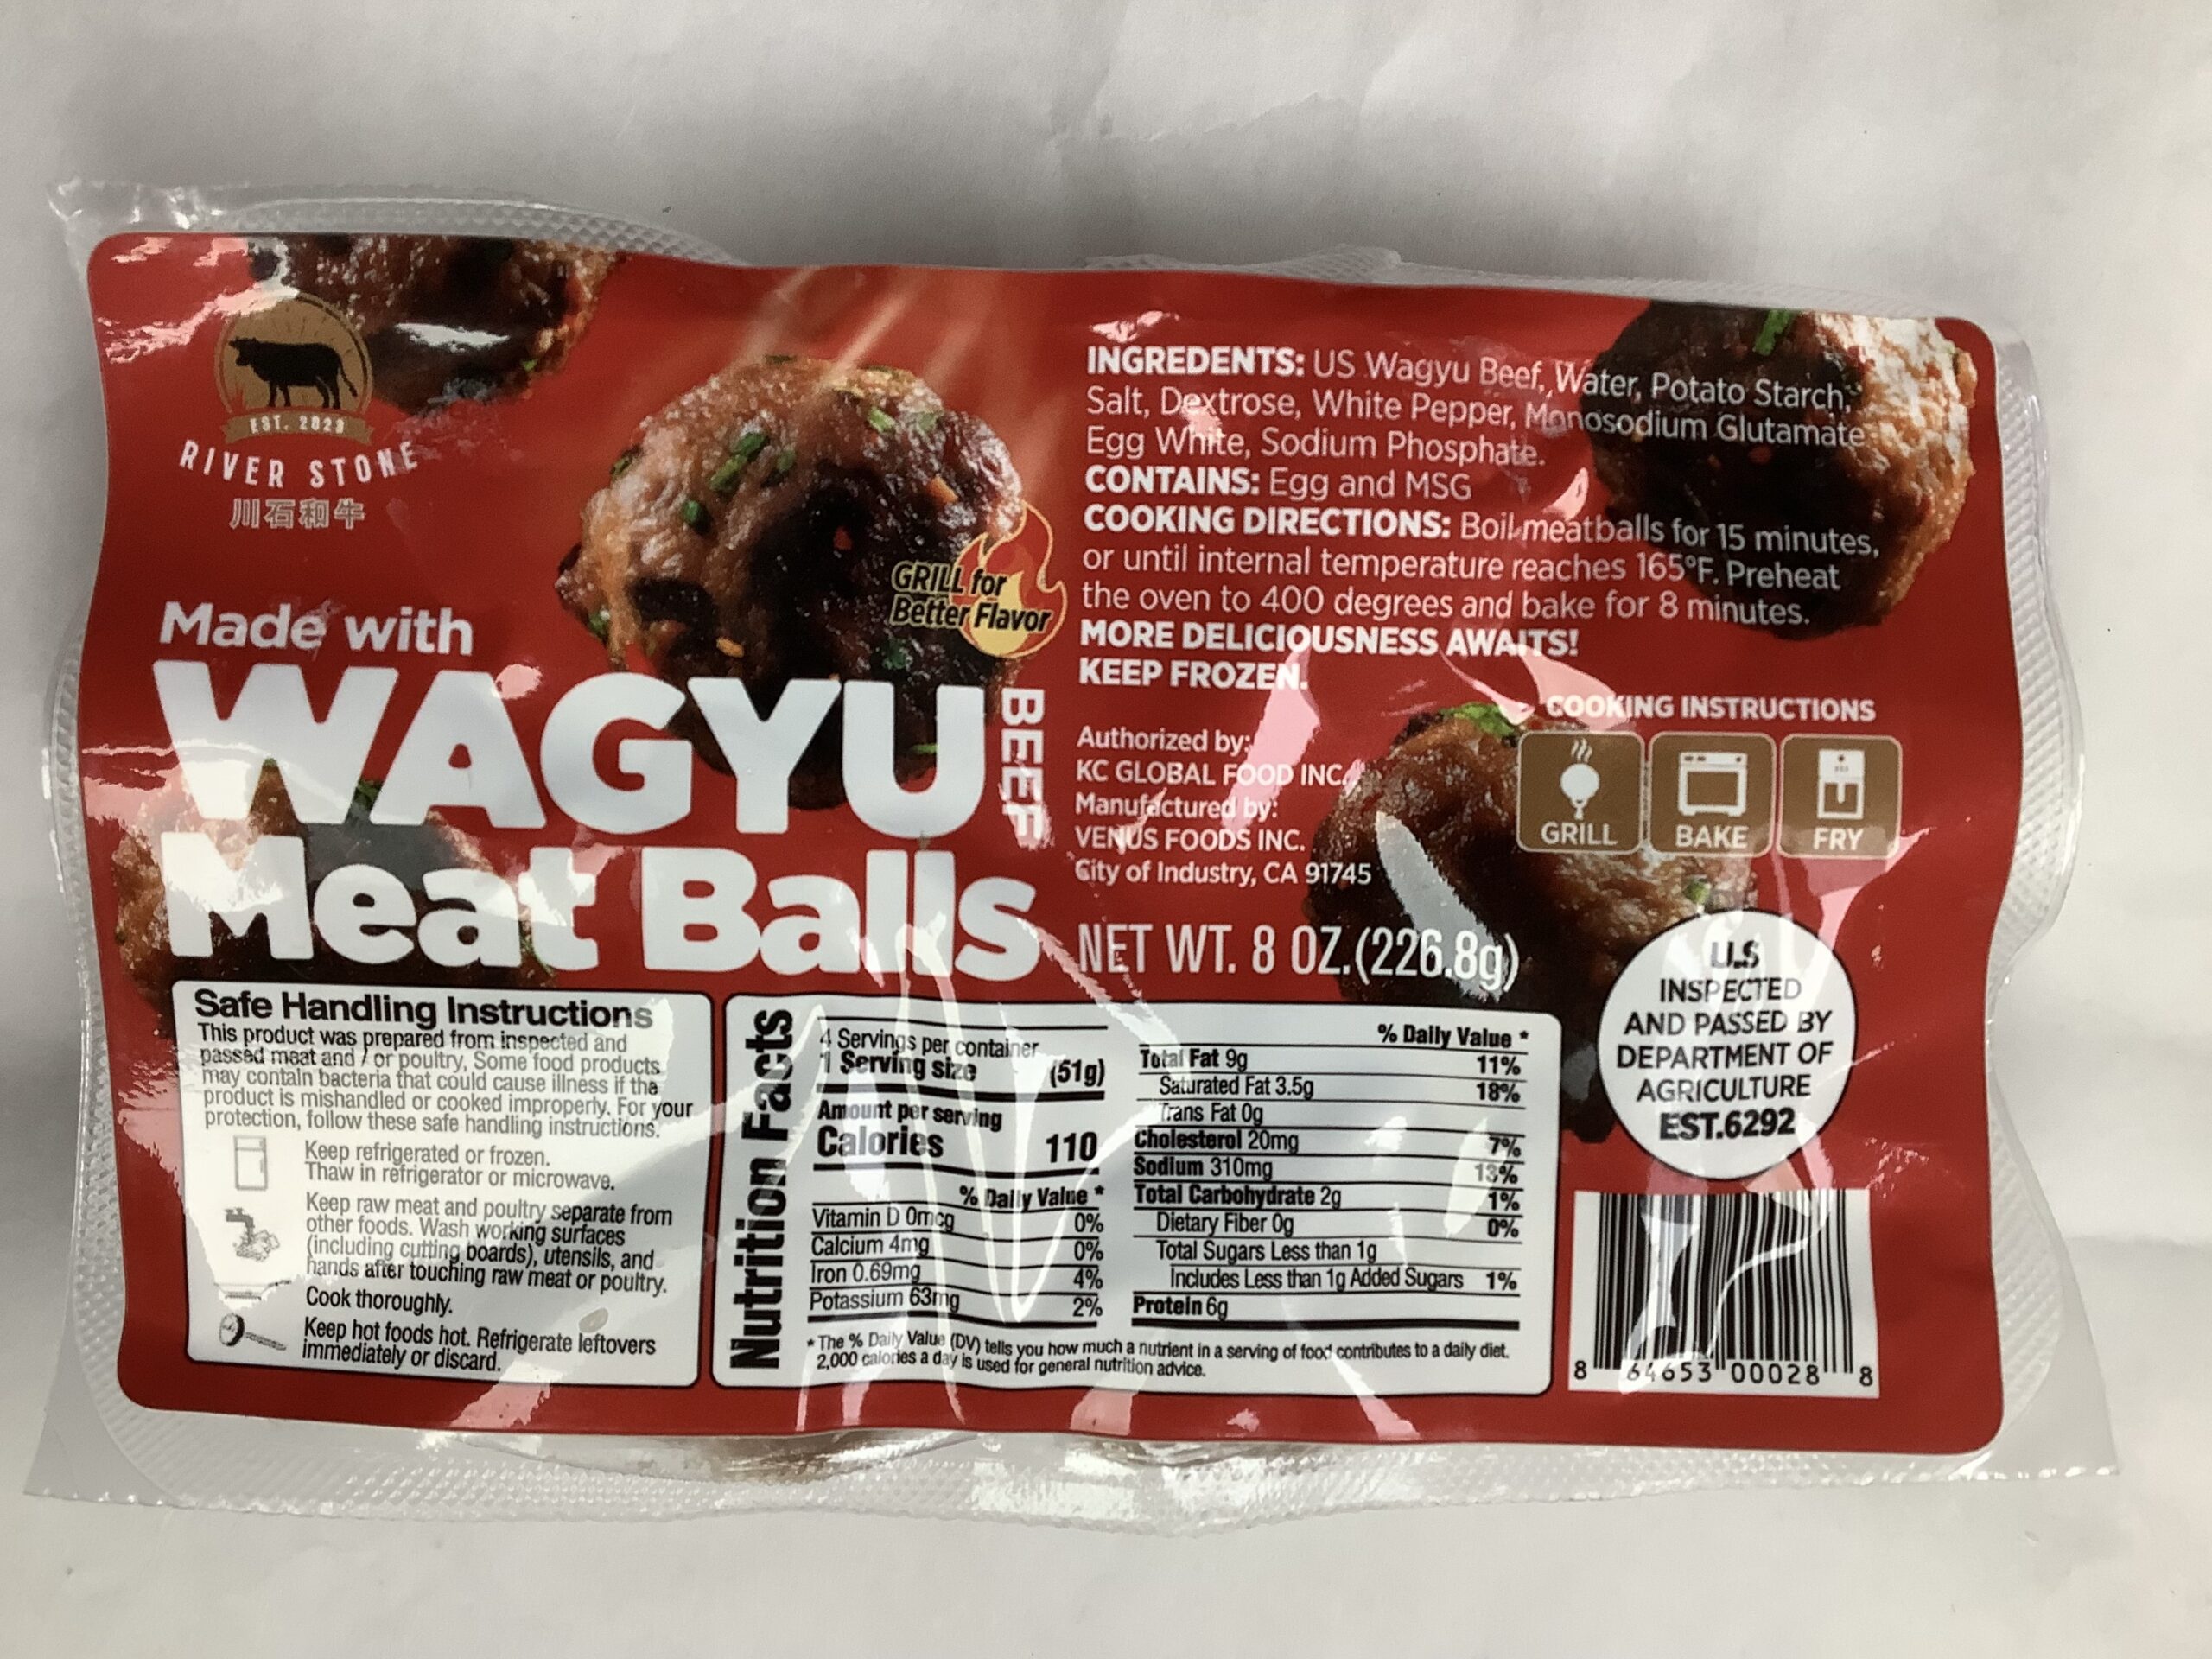 EST. 2023
RIVER STONE
川石和牛
GRILL for
Better Flavor
Made with
WAGYU
BEEF
Meat Balls
INGREDENTS: US Wagyu Beef, Water, Potato Starch,
Salt, Dextrose, White Pepper, Monosodium Glutamate
Egg White, Sodium Phosphate.
CONTAINS: Egg and MSG
COOKING DIRECTIONS: Boil meatballs for 15 minutes,
or until internal temperature reaches 165°F. Preheat
the oven to 400 degrees and bake for 8 minutes.
MORE DELICIOUSNESS AWAITS!
KEEP FROZEN.
COOKING INSTRUCTIONS
GRILL
BAKE
FRY
Authorized by:
KC GLOBAL FOOD INC.
Manufactured by:
VENUS FOODS INC.
City of Industry, CA 91745
NET WT. 8 OZ.(226.8g)
U.S
INSPECTED
AND PASSED BY
DEPARTMENT OF
AGRICULTURE
EST.6292
Safe Handling Instructions
This product was prepared from inspected and
passed meat and / or poultry, Some food products
may contain bacteria that could cause illness if the
product is mishandled or cooked improperly. For your
protection, follow these safe handling instructions.
Keep refrigerated or frozen.
Thaw in refrigerator or microwave.
Keep raw meat and poultry separate from
other foods. Wash working surfaces
(including cutting boards), utensils, and
hands after touching raw meat or poultry.
Cook thoroughly.
Keep hot foods hot. Refrigerate leftovers
immediately or discard.
Nutrition Facts
4 Servings per container
1 Serving size (51g)
Amount per serving
Calories 110
% Daily Value *
Vitamin D 0mcg 0%
Calcium 4mg 0%
Iron 0.69mg 4%
Potassium 63mg 2%
% Daily Value *
Total Fat 9g 11%
Saturated Fat 3.5g 18%
Trans Fat 0g
Cholesterol 20mg 7%
Sodium 310mg 13%
Total Carbohydrate 2g 1%
Dietary Fiber 0g 0%
Total Sugars Less than 1g
Includes Less than 1g Added Sugars 1%
Protein 6g
* The % Daily Value (DV) tells you how much a nutrient in a serving of food contributes to a daily diet.
2,000 calories a day is used for general nutrition advice.
8 64653 00028 8